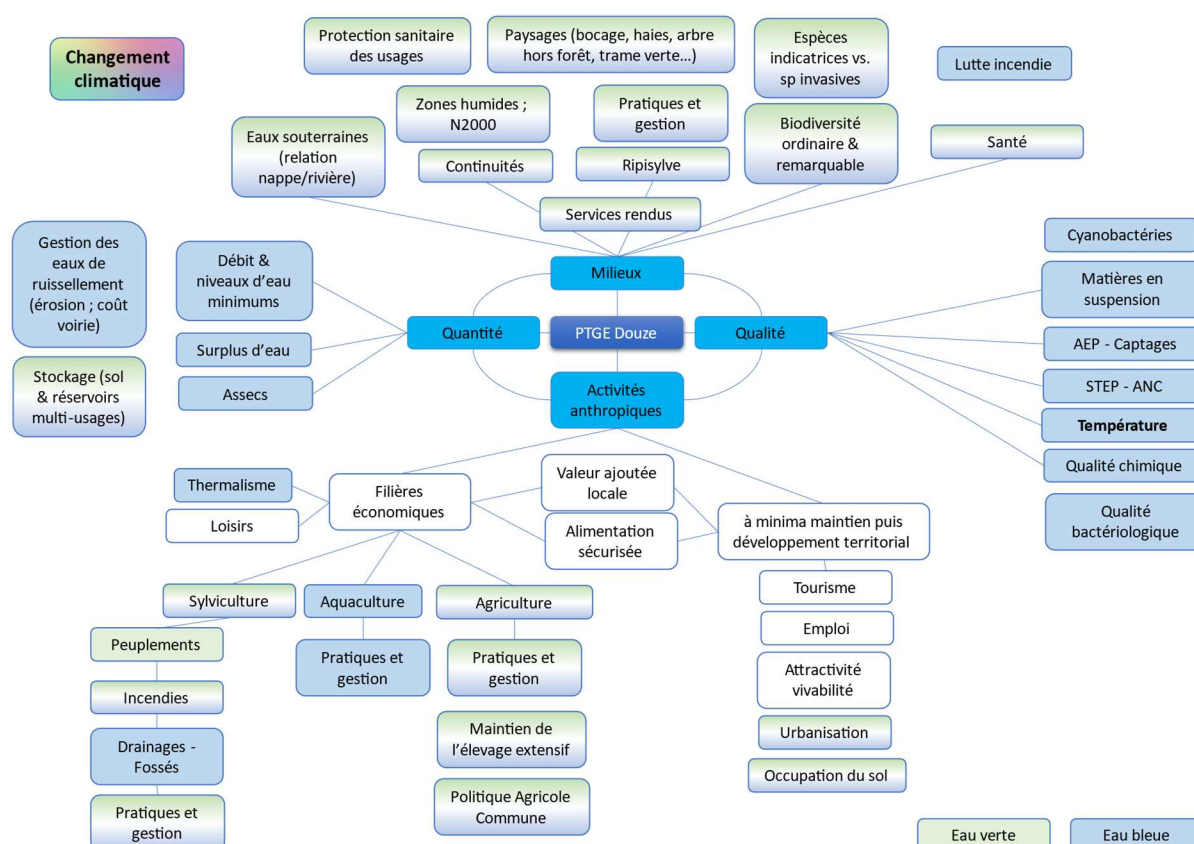 Changement
climatique
Protection sanitaire
des usages
Paysages (bocage, haies, arbre
hors forêt, trame verte…)
Espèces
indicatrices vs.
sp invasives
Lutte incendie
Zones humides ;
N2000
Pratiques et
gestion
Eaux souterraines
(relation
nappe/rivière)
Biodiversité
ordinaire &
remarquable
Santé
Continuités
Ripisylve
Services rendus
Gestion des
eaux de
ruissellement
(érosion ; coût
voirie)
Débit &
niveaux d'eau
minimums
Milieux
Cyanobactéries
Matières en
suspension
Quantité
PTGE Douze
Qualité
Surplus d'eau
AEP - Captages
Stockage (sol
& réservoirs
multi-usages)
Assecs
Activités
anthropiques
STEP - ANC
Température
Qualité chimique
Qualité
bactériologique
Thermalisme
Loisirs
Filières
économiques
Valeur ajoutée
locale
Alimentation
sécurisée
à minima maintien puis
développement territorial
Sylviculture
Aquaculture
Agriculture
Tourisme
Peuplements
Pratiques et
gestion
Pratiques et
gestion
Emploi
Incendies
Attractivité
vivabilité
Drainages -
Fossés
Maintien de
l'élevage extensif
Urbanisation
Occupation du sol
Pratiques et
gestion
Politique Agricole
Commune
Eau verte
Eau bleue